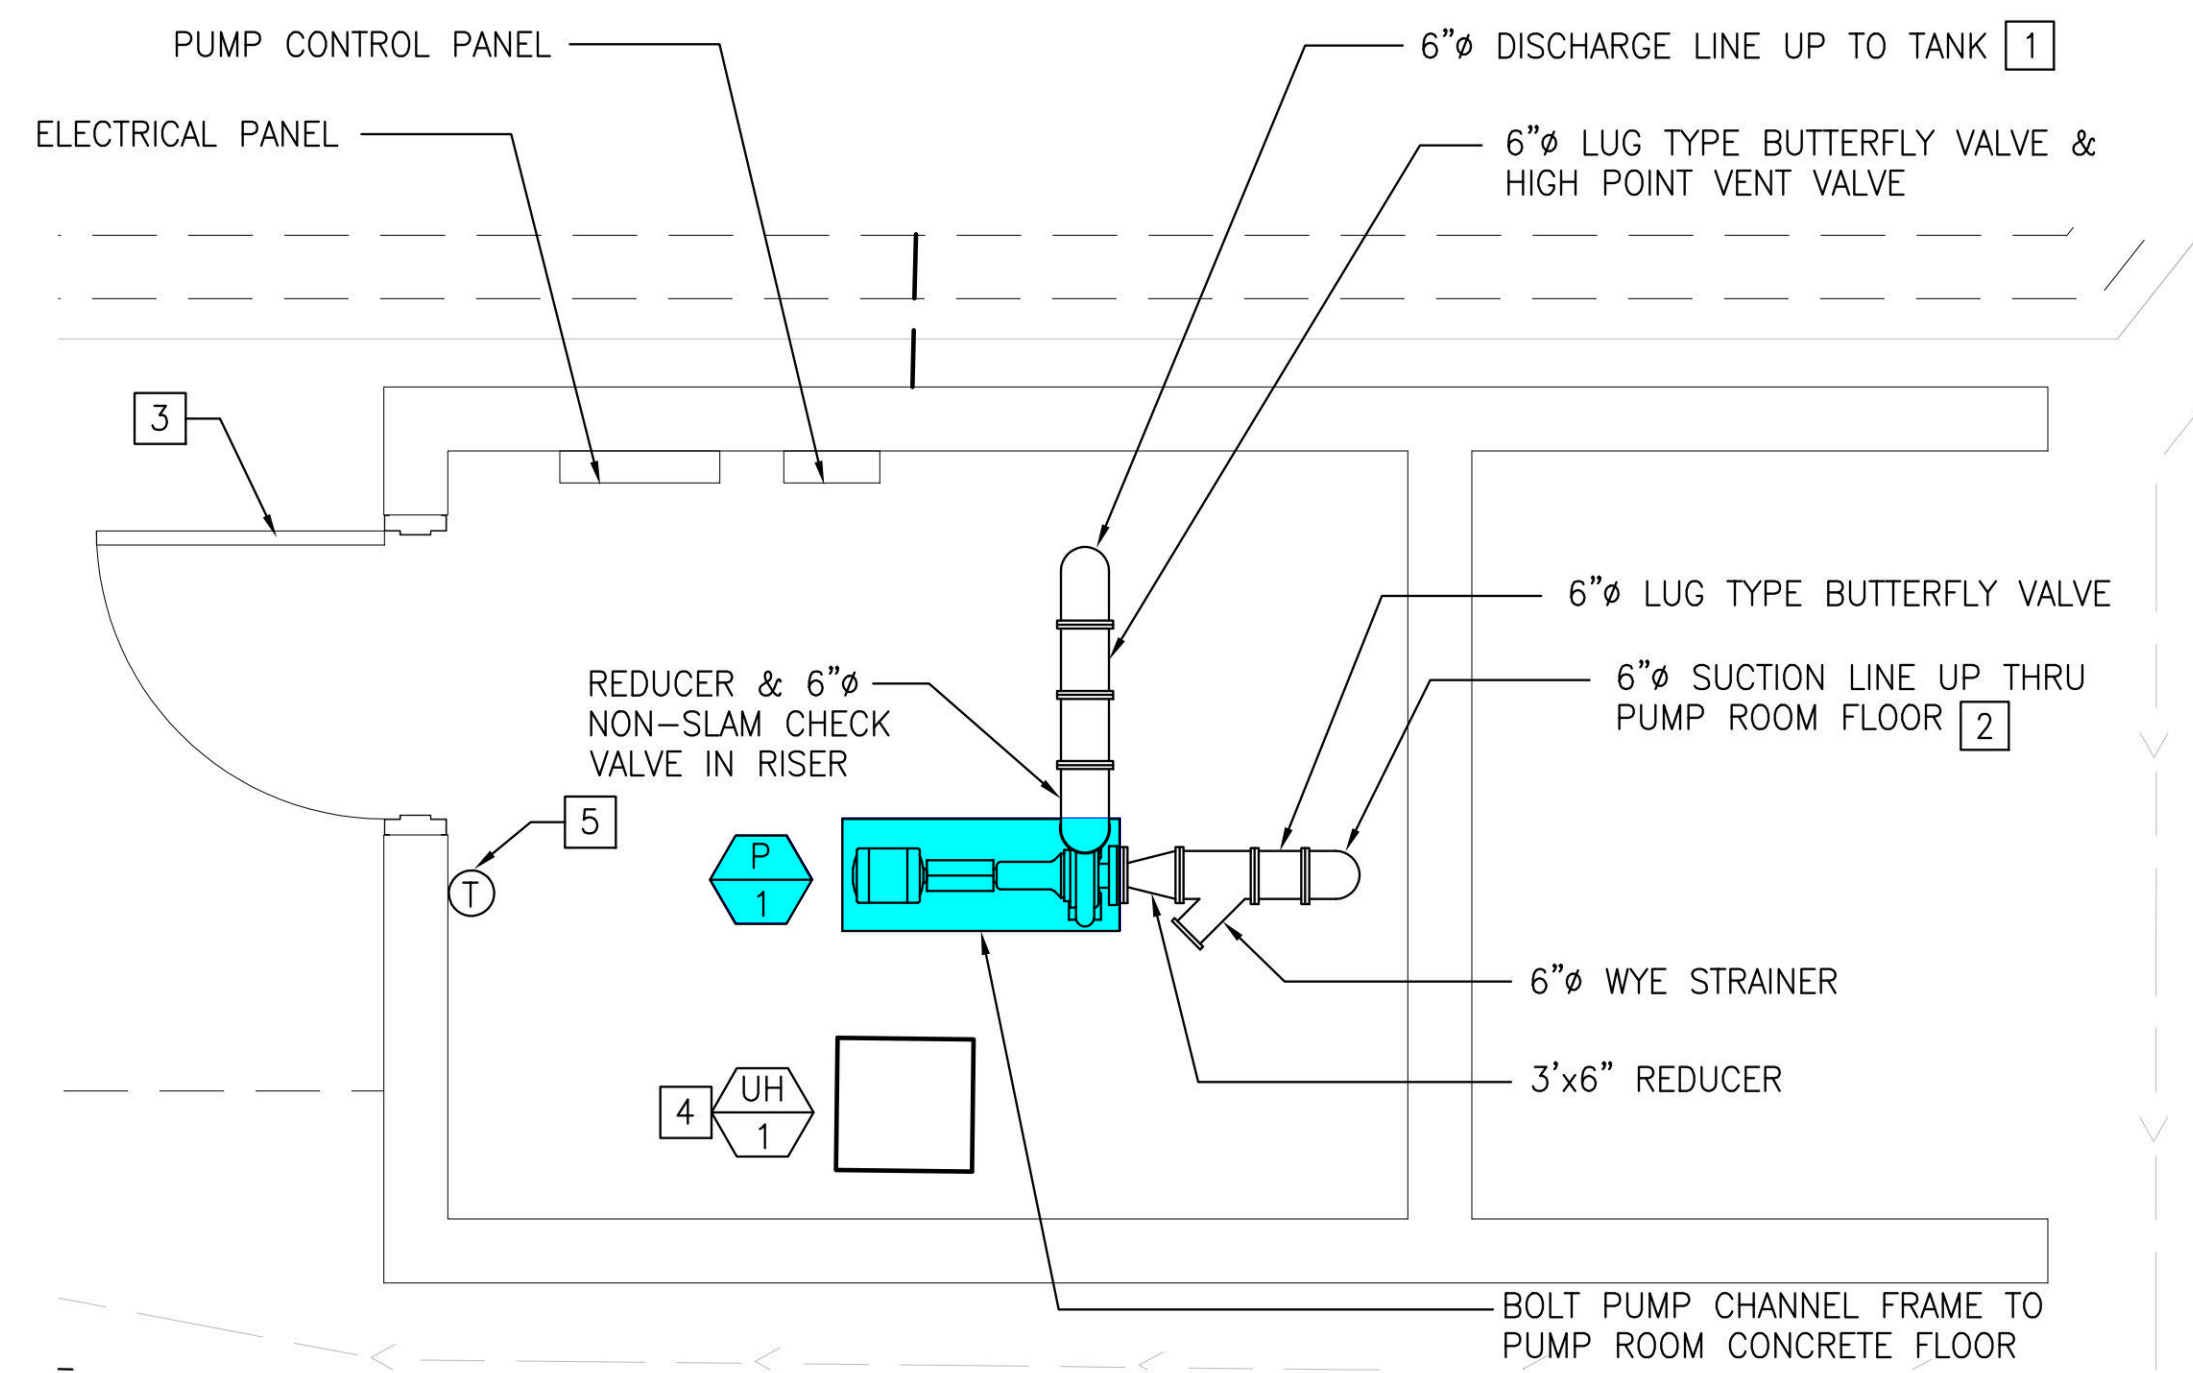 PUMP CONTROL PANEL
6"ø DISCHARGE LINE UP TO TANK 1
ELECTRICAL PANEL
6"ø LUG TYPE BUTTERFLY VALVE &
HIGH POINT VENT VALVE
3
6"ø LUG TYPE BUTTERFLY VALVE
REDUCER & 6"ø
NON-SLAM CHECK
VALVE IN RISER
6"ø SUCTION LINE UP THRU
PUMP ROOM FLOOR 2
5
T
P
1
6"ø WYE STRAINER
3'x6" REDUCER
4
UH
1
BOLT PUMP CHANNEL FRAME TO
PUMP ROOM CONCRETE FLOOR